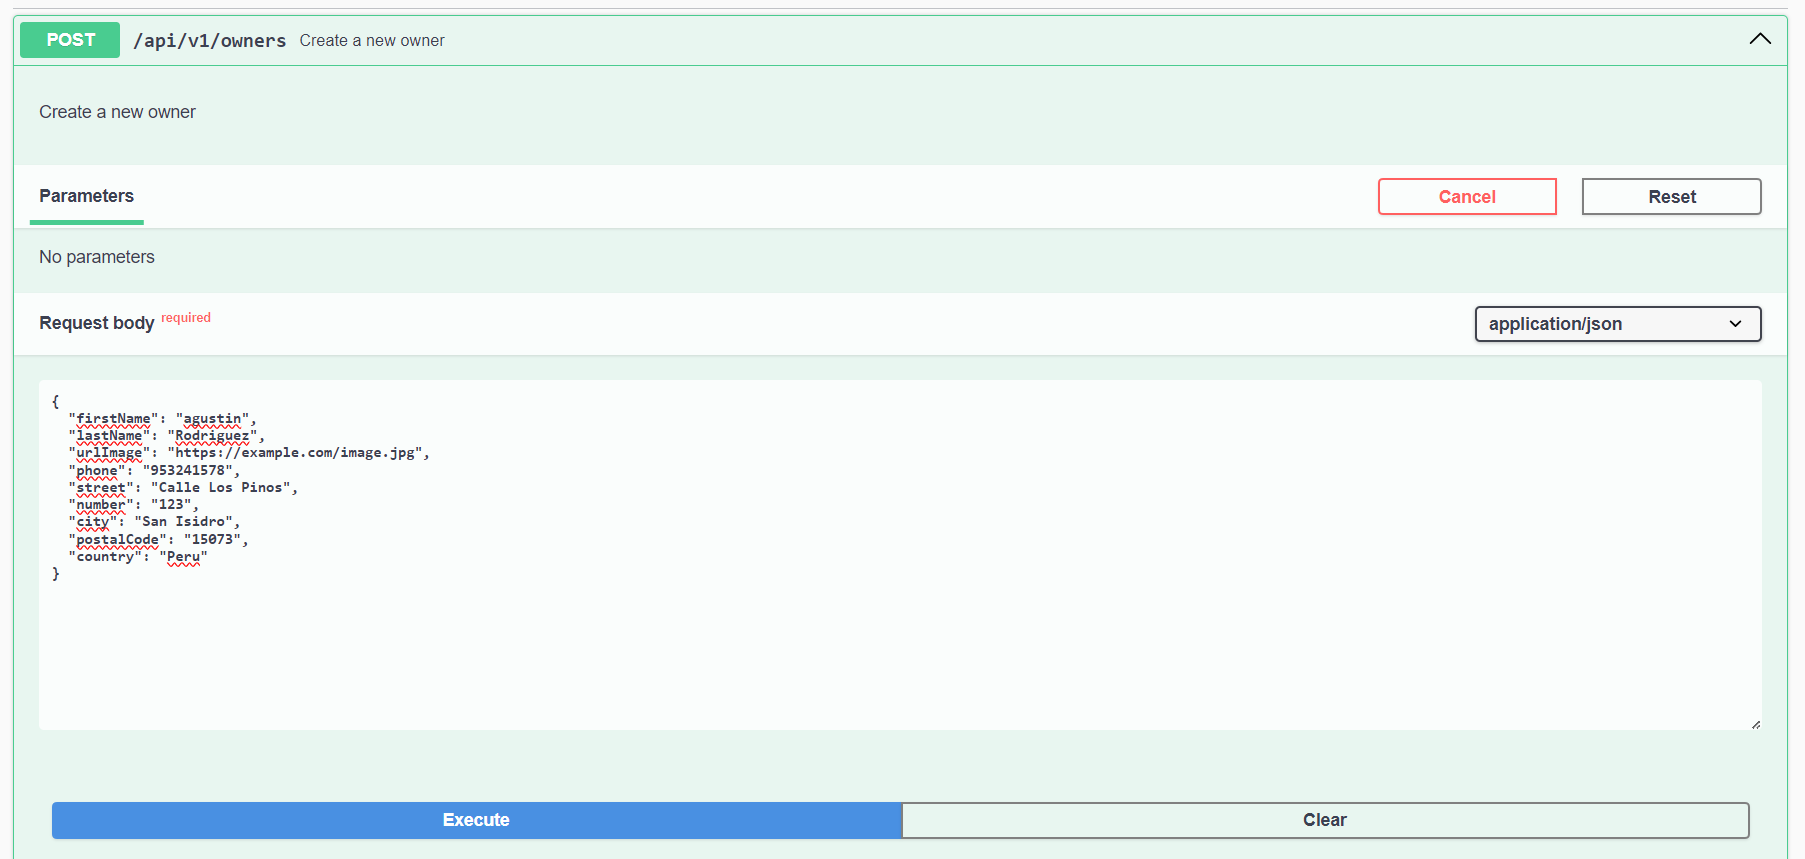 POST /api/v1/owners Create a new owner
Create a new owner
Parameters
Cancel
Reset
No parameters
Request body required
application/json
{
  "firstName": "agustin",
  "lastName": "Rodriguez",
  "urlImage": "https://example.com/image.jpg",
  "phone": "953241578",
  "street": "Calle Los Pinos",
  "number": "123",
  "city": "San Isidro",
  "postalCode": "15073",
  "country": "Peru"
}
Execute
Clear